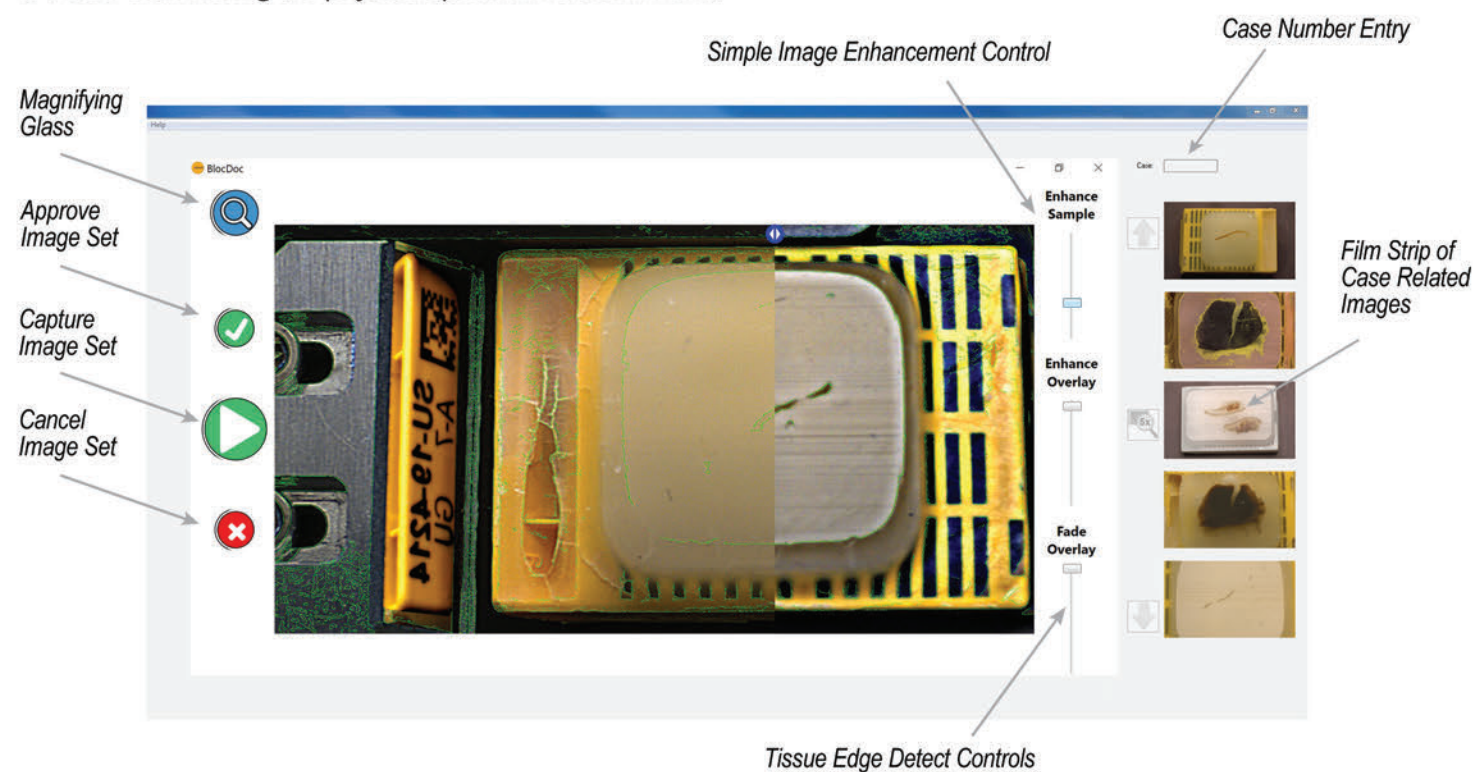 Simple Image Enhancement Control
Case Number Entry
Magnifying
Glass
Help
BlocDoc
Case:
Enhance
Sample
Approve
Image Set
Film Strip of
Case Related
Images
Capture
Image Set
Enhance
Overlay
5x
A-7
GU
SU-19-4214
Cancel
Image Set
Fade
Overlay
Tissue Edge Detect Controls